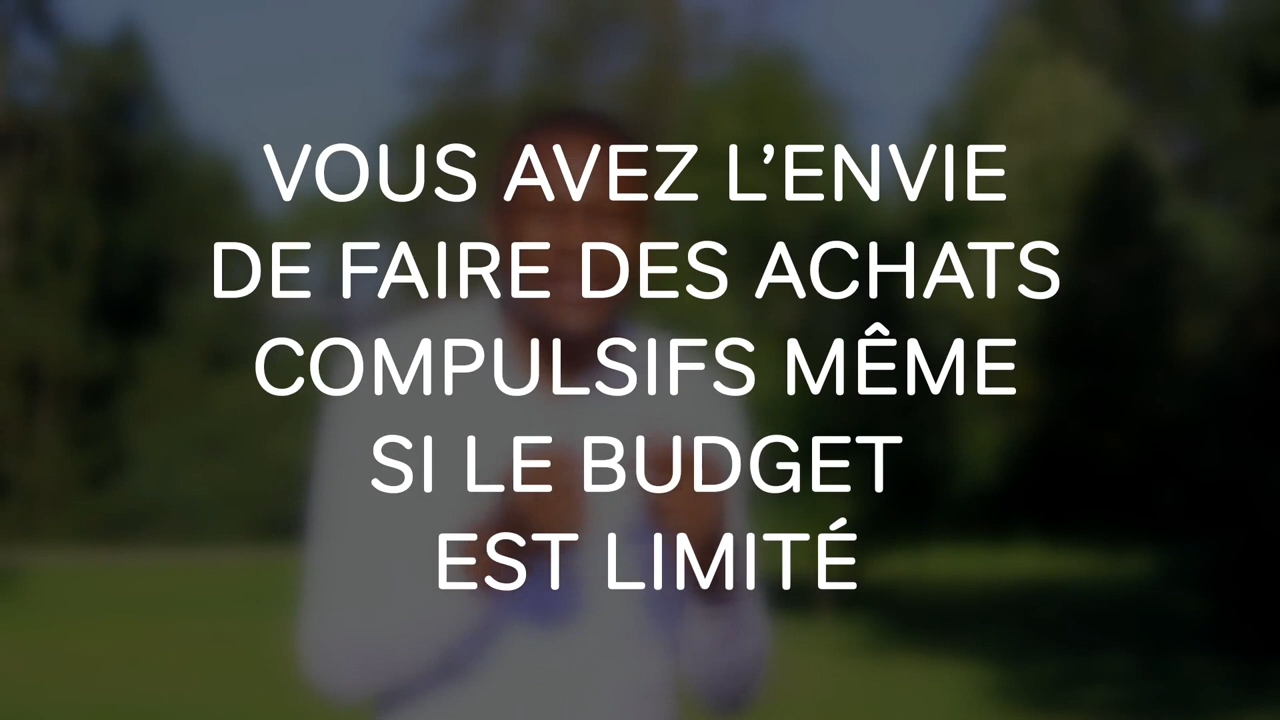 VOUS AVEZ L’ENVIE
DE FAIRE DES ACHATS
COMPULSIFS MÊME
SI LE BUDGET
EST LIMITÉ